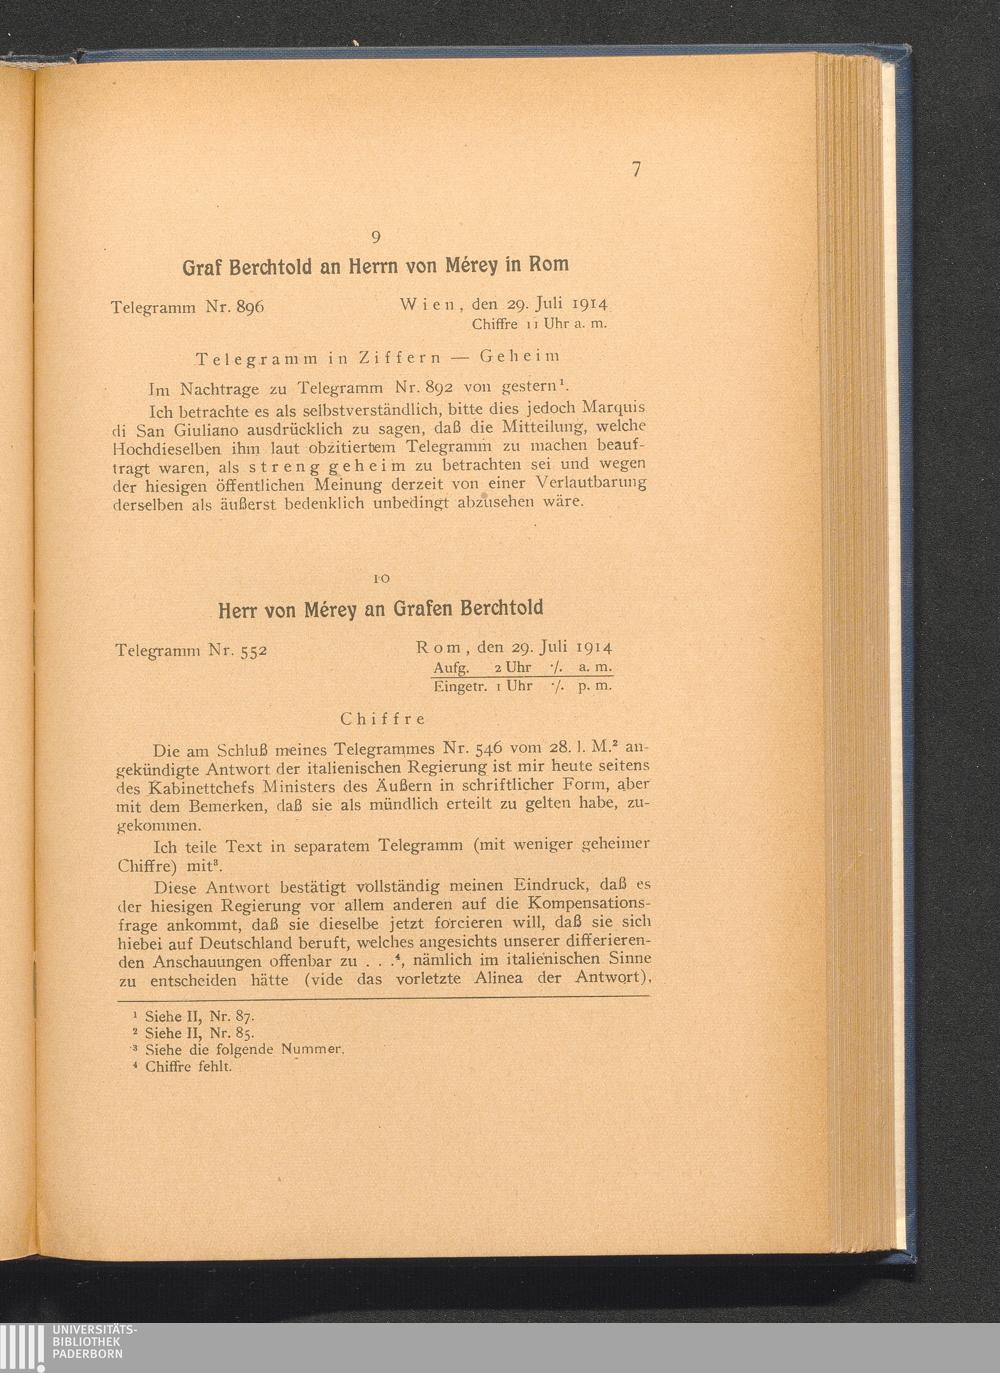 7
9
Graf Berchtold an Herrn von Mérey in Rom
Telegramm Nr. 896 Wien, den 29. Juli 1914
Chiffre 11 Uhr a. m.
Telegramm in Ziffern — Geheim
Im Nachtrage zu Telegramm Nr. 892 von gestern¹.
Ich betrachte es als selbstverständlich, bitte dies jedoch Marquis
di San Giuliano ausdrücklich zu sagen, daß die Mitteilung, welche
Hochdieselben ihm laut obzitiertem Telegramm zu machen beauf-
tragt waren, als streng geheim zu betrachten sei und wegen
der hiesigen öffentlichen Meinung derzeit von einer Verlautbarung
derselben als äußerst bedenklich unbedingt abzusehen wäre.
10
Herr von Mérey an Grafen Berchtold
Telegramm Nr. 552 Rom, den 29. Juli 1914
Aufg. 2 Uhr ·/. a. m.
Eingetr. 1 Uhr ·/. p. m.
Chiffre
Die am Schluß meines Telegrammes Nr. 546 vom 28. l. M.² an-
gekündigte Antwort der italienischen Regierung ist mir heute seitens
des Kabinettchefs Ministers des Äußern in schriftlicher Form, aber
mit dem Bemerken, daß sie als mündlich erteilt zu gelten habe, zu-
gekommen.
Ich teile Text in separatem Telegramm (mit weniger geheimer
Chiffre) mit³.
Diese Antwort bestätigt vollständig meinen Eindruck, daß es
der hiesigen Regierung vor allem anderen auf die Kompensations-
frage ankommt, daß sie dieselbe jetzt forcieren will, daß sie sich
hiebei auf Deutschland beruft, welches angesichts unserer differieren-
den Anschauungen offenbar zu . . .⁴, nämlich im italienischen Sinne
zu entscheiden hätte (vide das vorletzte Alinea der Antwort),
¹ Siehe II, Nr. 87.
² Siehe II, Nr. 85.
³ Siehe die folgende Nummer.
⁴ Chiffre fehlt.
UNIVERSITÄTS-
BIBLIOTHEK
PADERBORN